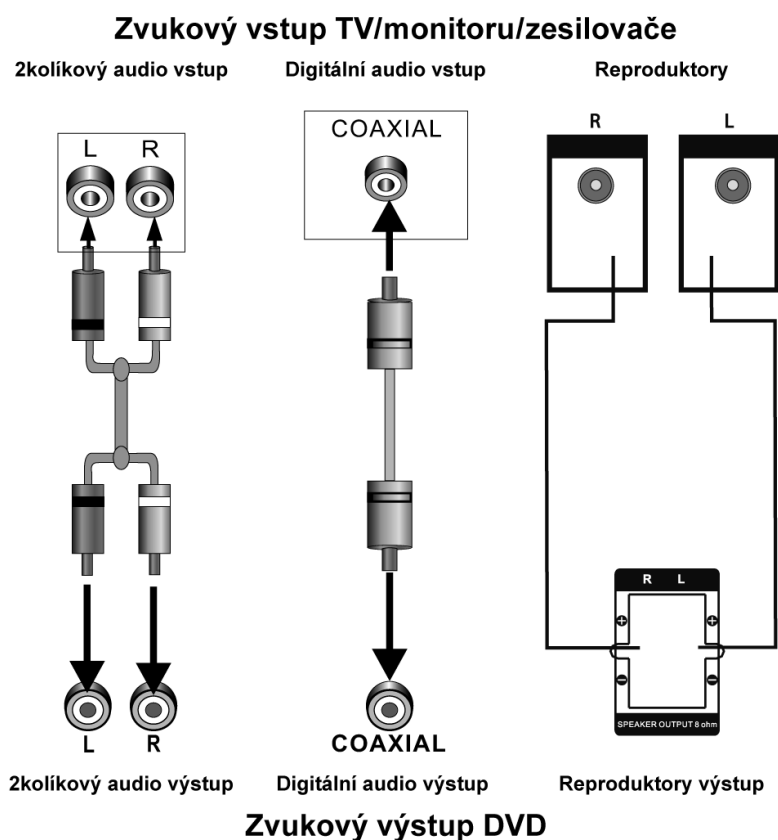 Zvukový vstup TV/monitoru/zesilovače
2kolíkový audio vstup
Digitální audio vstup
Reproduktory
L R
COAXIAL
R L
R L
SPEAKER OUTPUT 8 ohm
L R
COAXIAL
2kolíkový audio výstup
Digitální audio výstup
Reproduktory výstup
Zvukový výstup DVD